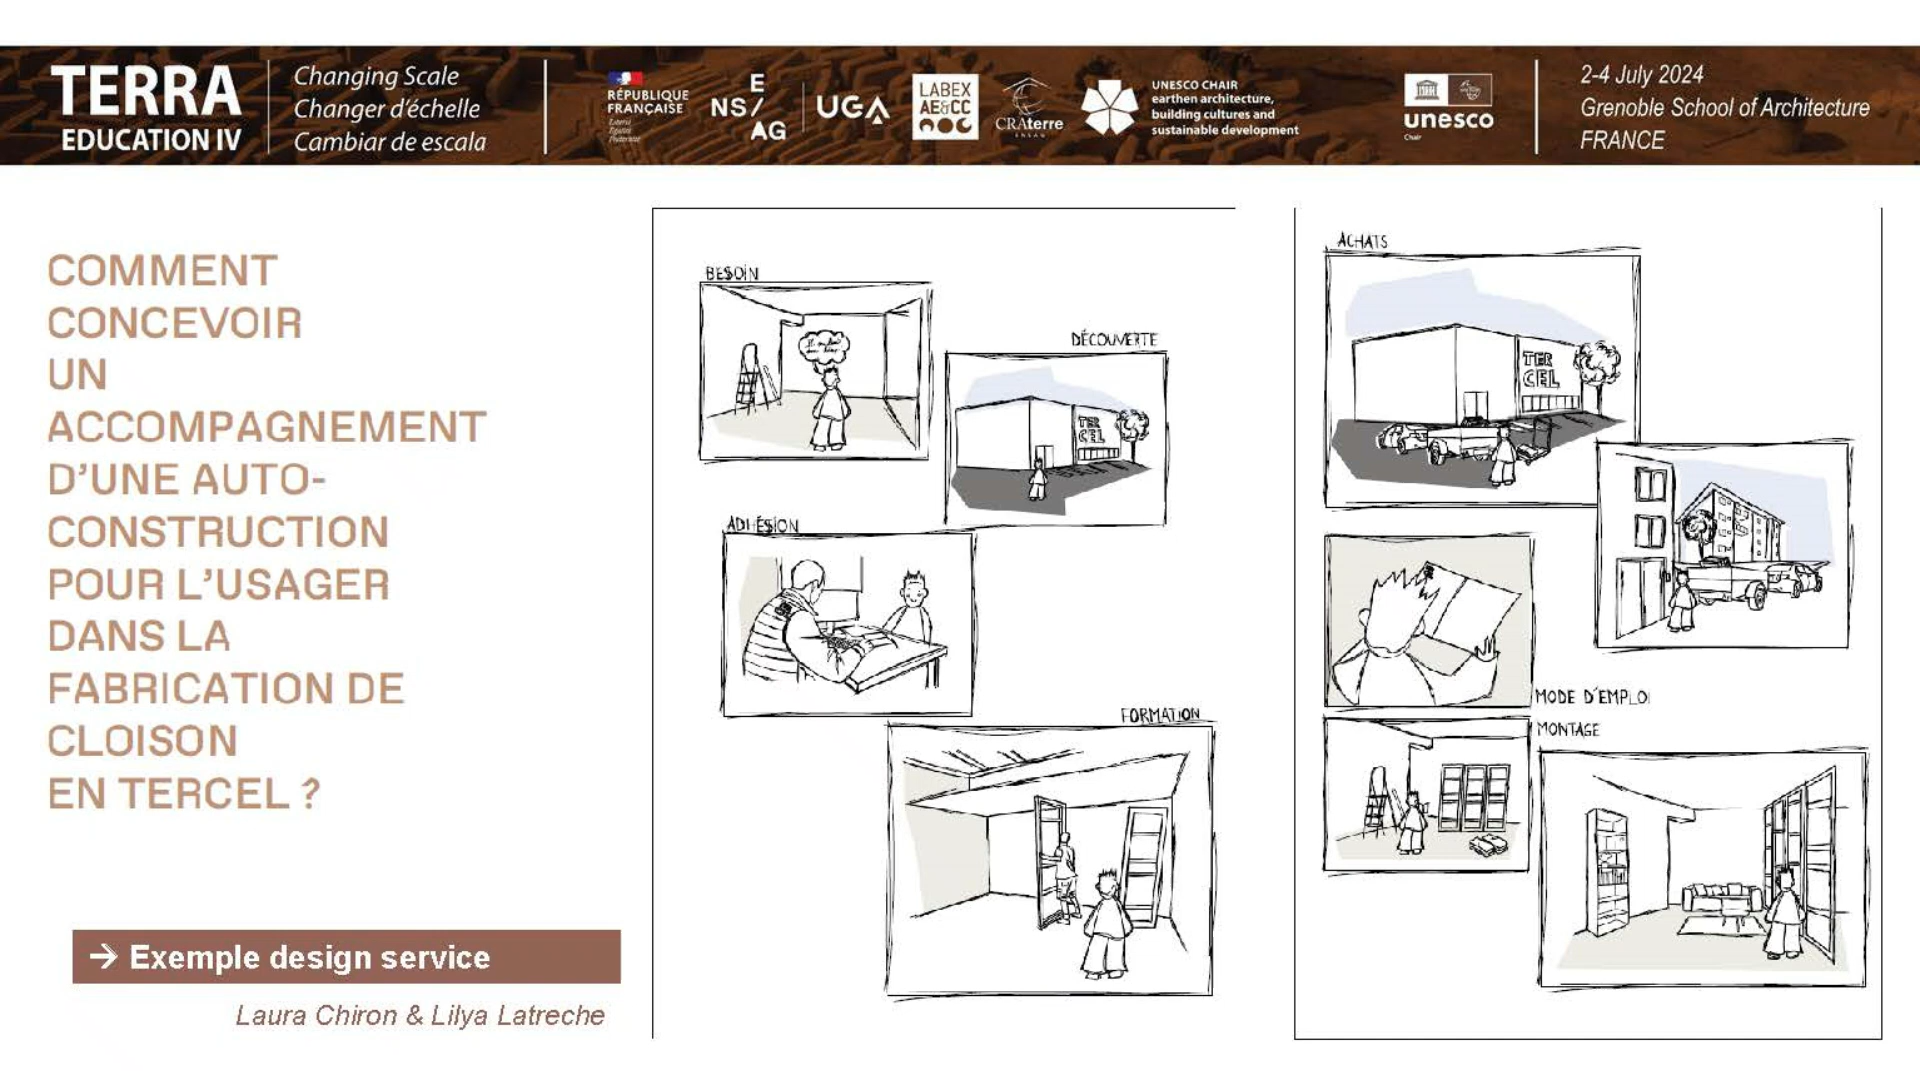 TERRA
EDUCATION IV
Changing Scale
Changer d'échelle
Cambiar de escala
RÉPUBLIQUE
FRANÇAISE
E
NS/
AG
UGA
LABEX
AE&CC
CRAterre
UNESCO CHAIR
earthen architecture,
building cultures and
sustainable development
unesco
Chair
2-4 July 2024
Grenoble School of Architecture
FRANCE
COMMENT
CONCEVOIR
UN
ACCOMPAGNEMENT
D'UNE AUTO-
CONSTRUCTION
POUR L'USAGER
DANS LA
FABRICATION DE
CLOISON
EN TERCEL ?
→ Exemple design service
Laura Chiron & Lilya Latreche
BESOIN
DÉCOUVERTE
TER
CEL
ADHÉSION
FORMATION
ACHATS
TER
CEL
MODE D'EMPLOI
MONTAGE